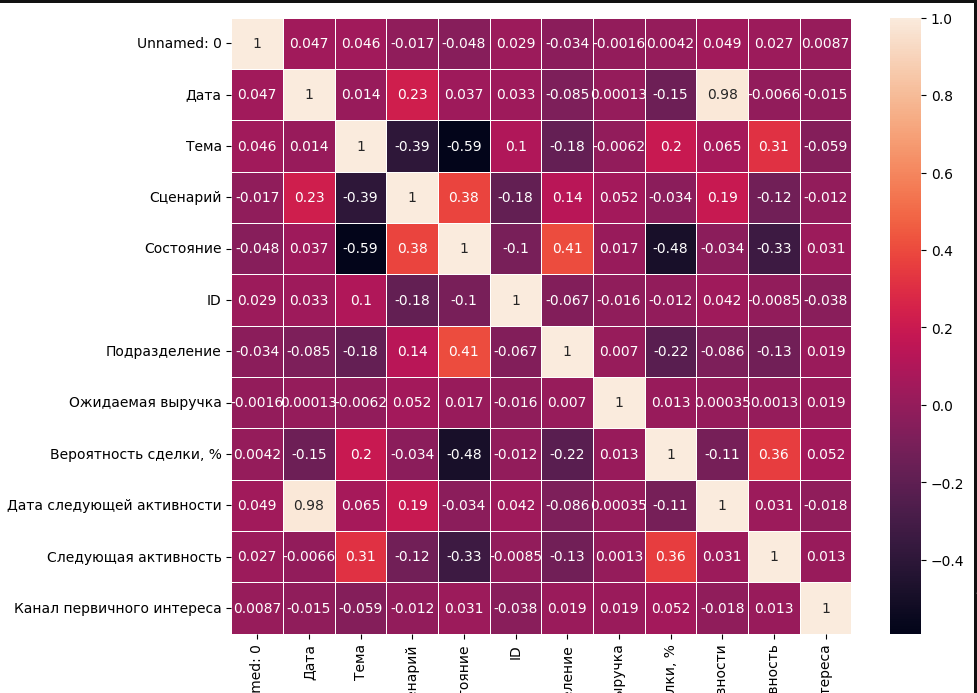 Unnamed: 0 1 0.047 0.046 -0.017 -0.048 0.029 -0.034 -0.0016 0.0042 0.049 0.027 0.0087 1.0
Дата 0.047 1 0.014 0.23 0.037 0.033 -0.085 0.00013 -0.15 0.98 -0.0066 -0.015 0.8
Тема 0.046 0.014 1 -0.39 -0.59 0.1 -0.18 -0.0062 0.2 0.065 0.31 -0.059
Сценарий -0.017 0.23 -0.39 1 0.38 -0.18 0.14 0.052 -0.034 0.19 -0.12 -0.012 0.6
Состояние -0.048 0.037 -0.59 0.38 1 -0.1 0.41 0.017 -0.48 -0.034 -0.33 0.031 0.4
ID 0.029 0.033 0.1 -0.18 -0.1 1 -0.067 -0.016 -0.012 0.042 -0.0085 -0.038
Подразделение -0.034 -0.085 -0.18 0.14 0.41 -0.067 1 0.007 -0.22 -0.086 -0.13 0.019 0.2
Ожидаемая выручка -0.0016 0.00013 -0.0062 0.052 0.017 -0.016 0.007 1 0.013 0.00035 0.0013 0.019 0.0
Вероятность сделки, % 0.0042 -0.15 0.2 -0.034 -0.48 -0.012 -0.22 0.013 1 -0.11 0.36 0.052
Дата следующей активности 0.049 0.98 0.065 0.19 -0.034 0.042 -0.086 0.00035 -0.11 1 0.031 -0.018 −0.2
Следующая активность 0.027 -0.0066 0.31 -0.12 -0.33 -0.0085 -0.13 0.0013 0.36 0.031 1 0.013 −0.4
Канал первичного интереса 0.0087 -0.015 -0.059 -0.012 0.031 -0.038 0.019 0.019 0.052 -0.018 0.013 1
med: 0
Дата
Тема
нарий
тояние
ID
ление
ыручка
лки, %
вности
вность
тереса